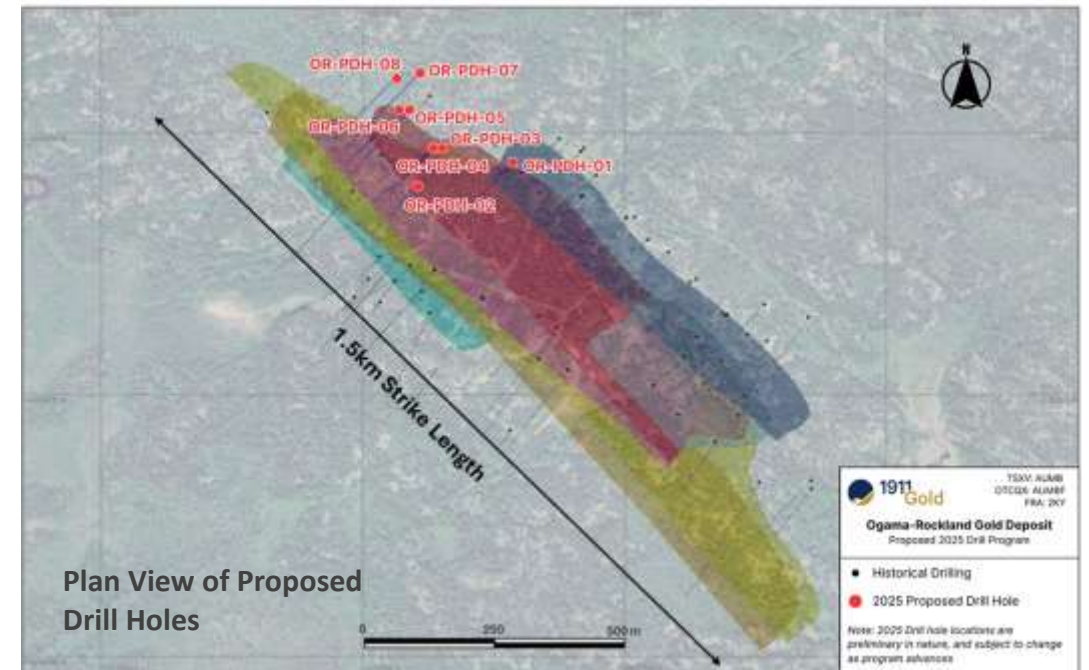 N
OR-PDH-08
OR-PDH-07
OR-PDH-05
OR-PDH-06
OR-PDH-03
OR-PDH-04
OR-PDH-01
OR-PDH-02
1.5km Strike Length
Plan View of Proposed
Drill Holes
0 250 500m
1911 Gold
TSXV: AUMB
OTCQX: AUMBF
FRA: 2KY
Ogama-Rockland Gold Deposit
Proposed 2025 Drill Program
Historical Drilling
2025 Proposed Drill Hole
Note: 2025 Drill hole locations are
preliminary in nature, and subject to change
as program advances